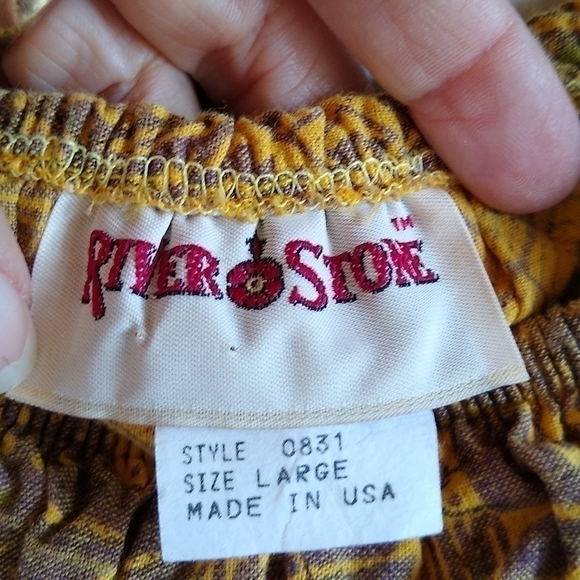 RIVER STONE™
STYLE 0831
SIZE LARGE
MADE IN USA